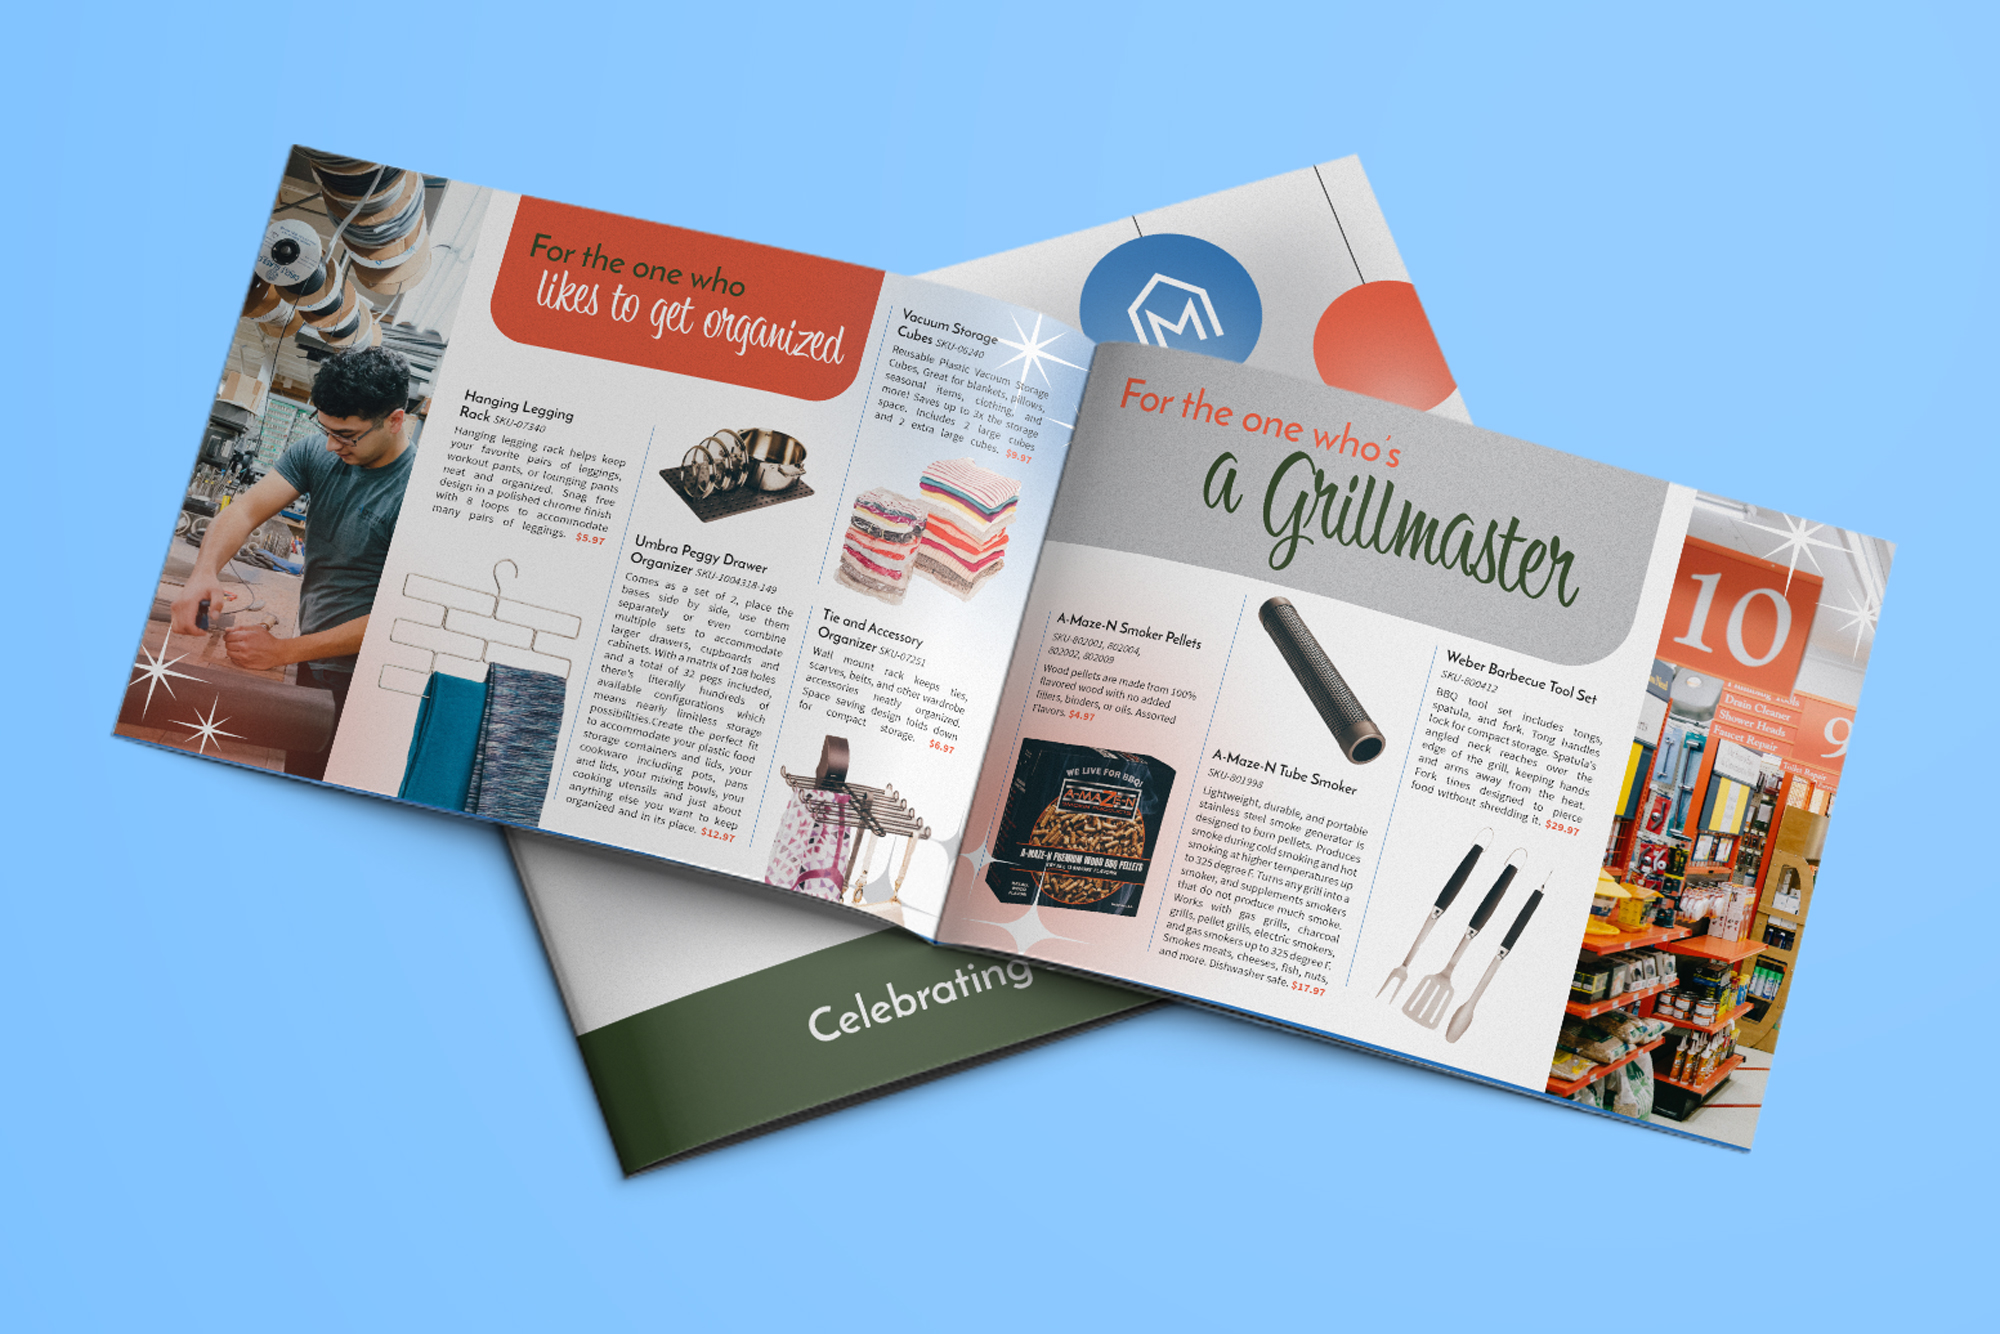 For the one who
likes to get organized
Hanging Legging
Rack SKU-07340
Hanging legging rack helps keep
your favorite pairs of leggings,
workout pants, or lounging pants
neat and organized. Snag free
design in a polished chrome finish
with 8 loops to accommodate
many pairs of leggings. $5.97
Umbra Peggy Drawer
Organizer SKU-1004318-149
Comes as a set of 2, place the
bases side by side, use them
separately or even combine
multiple sets to accommodate
larger drawers, cupboards and
cabinets. With a matrix of 108 holes
and a total of 32 pegs included,
there's literally hundreds of
available configurations which
means nearly limitless storage
possibilities.Create the perfect fit
to accommodate your plastic food
storage containers and lids, your
cookware including pots, pans
and lids, your mixing bowls, your
cooking utensils and just about
anything else you want to keep
organized and in its place. $12.97
Vacuum Storage
Cubes SKU-06240
Reusable Plastic Vacuum Storage
Cubes, Great for blankets, pillows,
seasonal items, clothing, and
more! Saves up to 3x the storage
space. Includes 2 large cubes
and 2 extra large cubes. $9.97
Tie and Accessory
Organizer SKU-07251
Wall mount rack keeps ties,
scarves, belts, and other wardrobe
accessories neatly organized.
Space saving design folds down
for compact storage. $6.97
M
For the one who's
a Grillmaster
A-Maze-N Smoker Pellets
SKU-802001, 802004,
802002, 802009
Wood pellets are made from 100%
flavored wood with no added
fillers, binders, or oils. Assorted
Flavors. $4.97
WE LIVE FOR BBQ!
A-MAZE-N
A-MAZE-N PREMIUM WOOD BBQ PELLETS
A-Maze-N Tube Smoker
SKU-801998
Lightweight, durable, and portable
stainless steel smoke generator is
designed to burn pellets. Produces
smoke during cold smoking and hot
smoking at higher temperatures up
to 325 degree F. Turns any grill into a
smoker, and supplements smokers
that do not produce much smoke.
Works with gas grills, charcoal
grills, pellet grills, electric smokers,
and gas smokers up to 325 degree F.
Smokes meats, cheeses, fish, nuts,
and more. Dishwasher safe. $17.97
Weber Barbecue Tool Set
SKU-800412
BBQ tool set includes tongs,
spatula, and fork. Tong handles
lock for compact storage. Spatula's
angled neck reaches over the
edge of the grill, keeping hands
and arms away from the heat.
Fork tines designed to pierce
food without shredding it. $29.97
10
Drain Cleaner
Shower Heads
Faucet Repair
9
Toilet Repair
Celebrating